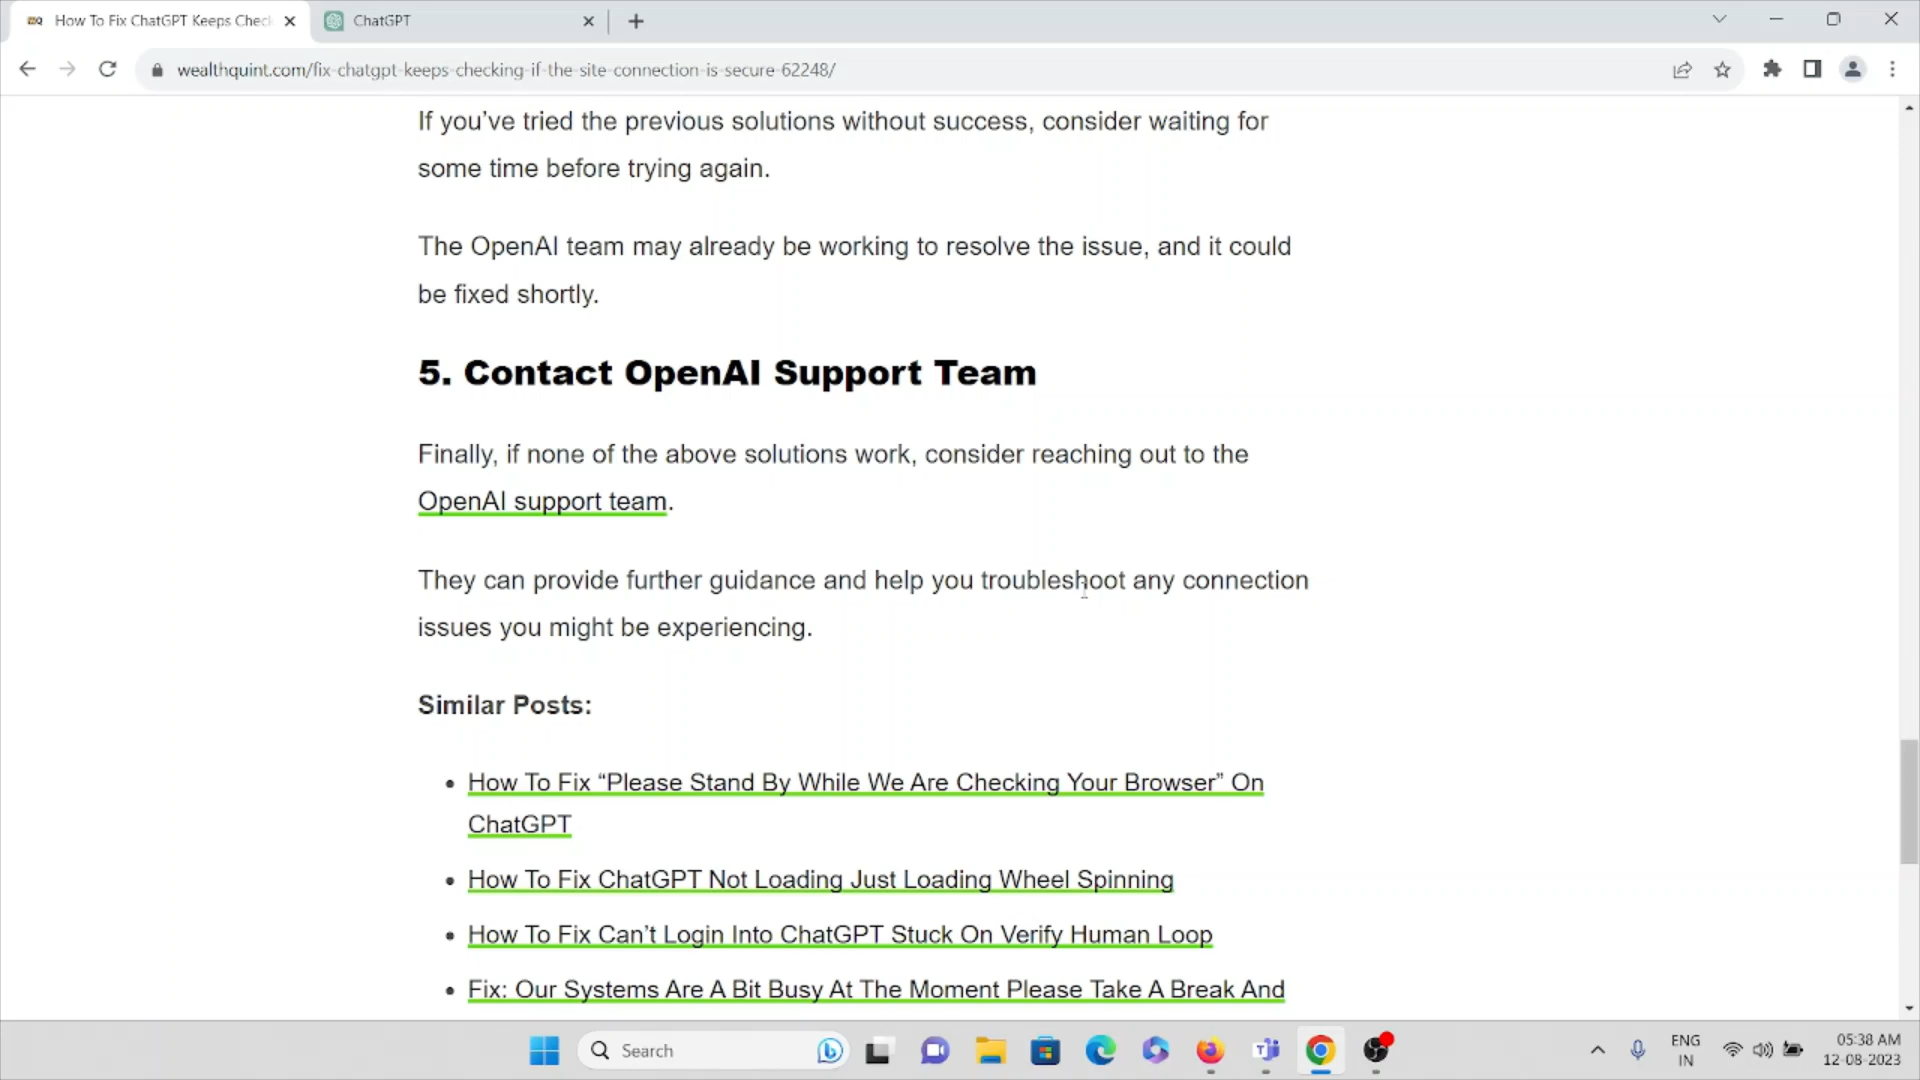 How To Fix ChatGPT Keeps Chec
ChatGPT
wealthquint.com/fix-chatgpt-keeps-checking-if-the-site-connection-is-secure-62248/
If you’ve tried the previous solutions without success, consider waiting for
some time before trying again.
The OpenAI team may already be working to resolve the issue, and it could
be fixed shortly.
5. Contact OpenAI Support Team
Finally, if none of the above solutions work, consider reaching out to the
OpenAI support team.
They can provide further guidance and help you troubleshoot any connection
issues you might be experiencing.
Similar Posts:
• How To Fix “Please Stand By While We Are Checking Your Browser” On
ChatGPT
• How To Fix ChatGPT Not Loading Just Loading Wheel Spinning
• How To Fix Can’t Login Into ChatGPT Stuck On Verify Human Loop
• Fix: Our Systems Are A Bit Busy At The Moment Please Take A Break And
Search
ENG
IN
05:38 AM
12-08-2023